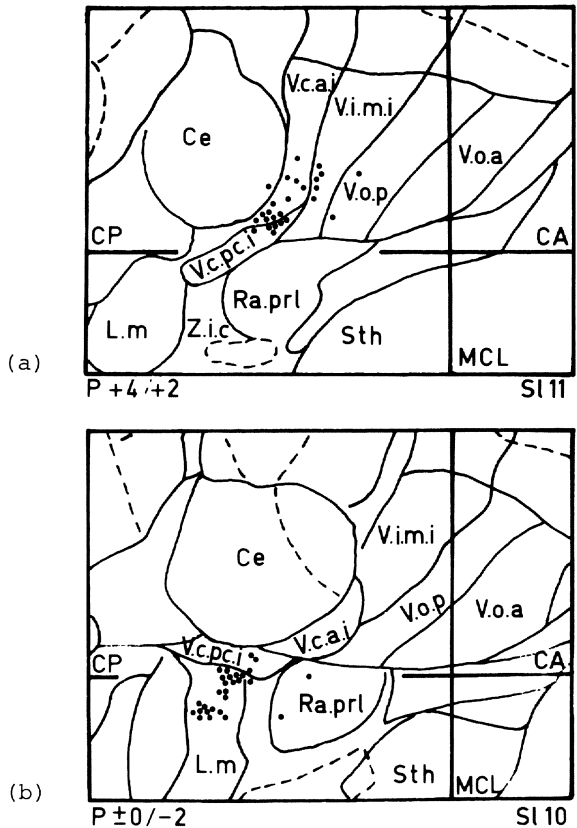 V.c.a.i
V.i.m.i
Ce
V.o.a
V.o.p
CP
CA
V.c.pc.i
Ra.prl
L.m
Z.i.c
Sth
(a)
MCL
P +4/+2
Sl 11
V.i.m.i
Ce
V.o.p
V.o.a
V.c.a.i
V.c.pc.i
CP
CA
Ra.prl
L.m
Sth
(b)
MCL
P ±0/-2
Sl 10